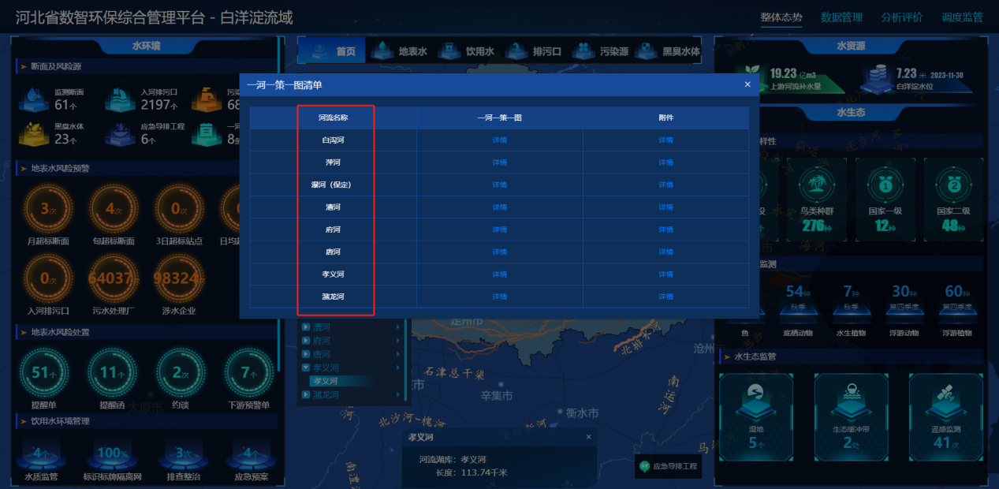 河北省数智环保综合管理平台 - 白洋淀流域
整体态势 数据管理 分析评价 调度监管
水环境
断面及风险源
监测断面
61个
入河排污口
2197个
污染
68
黑臭水体
23个
应急导排工程
6个
一河
8条
地表水风险预警
3次
月超标断面
4次
旬超标断面
0次
3日超标站点
日均超
0次
入河排污口
64037次
污水处理厂
98324次
涉水企业
地表水风险处置
51个
提醒单
11个
提醒函
2次
约谈
7个
下游预警单
饮用水环境管理
4个
水质监管
100%
标识标牌隔离网
3次
排查整治
4个
应急预案
首页 地表水 饮用水 排污口 污染源 黑臭水体
一河一策一图清单 ×
河流名称 一河一策一图 附件
白沟河 详情 详情
萍河 详情 详情
瀑河（保定） 详情 详情
漕河 详情 详情
府河 详情 详情
唐河 详情 详情
孝义河 详情 详情
潴龙河 详情 详情
漕河
府河
唐河
孝义河
孝义河
潴龙河
定州市
石津总干渠
辛集市
衡水市
北排水河
沧州
南运河
太原市
孝义河 ×
河流湖库：孝义河
长度：113.74千米
应急导排工程
水资源
19.23 亿m3
上游河流补水量
7.23 米 2023-11-30
白洋淀水位
水生态
样性
鸟类种群
276种
国家一级
12种
国家二级
48种
监测
鱼
54种
秋季
底栖动物
7种
秋季
水生植物
30种
第四季度
浮游动物
60种
第四季度
浮游植物
水生态监管
湿地
5个
生态缓冲带
2处
遥感监测
41次